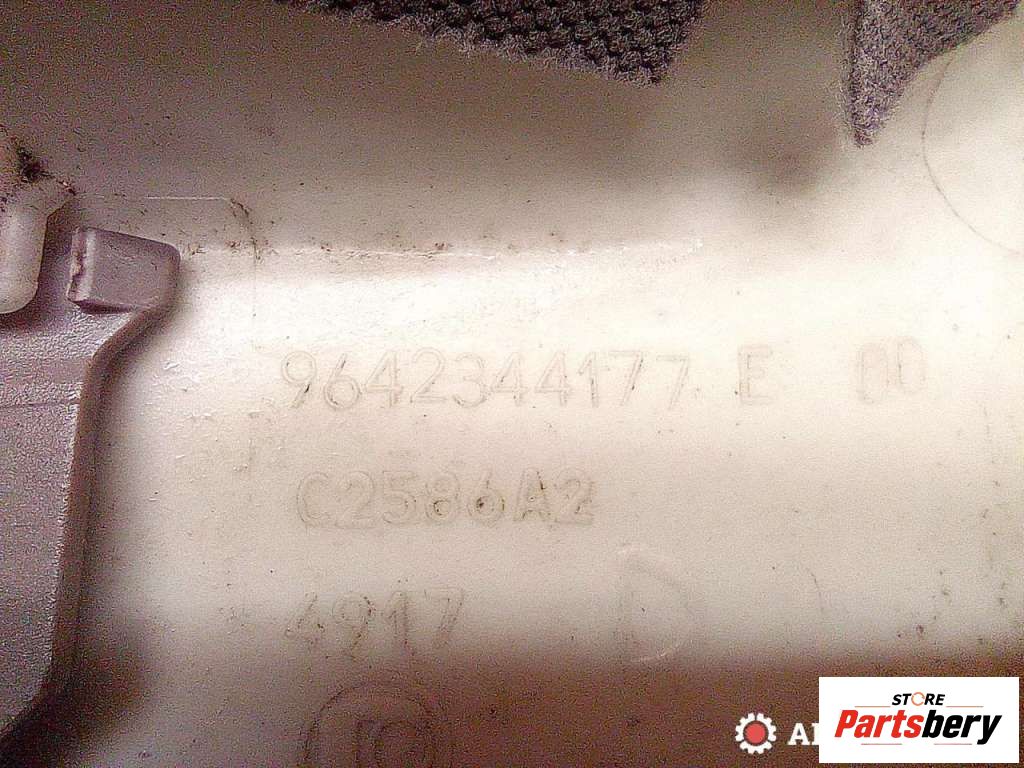 9642344177 E 00
C2586A2
4917 D
STORE
Partsbery